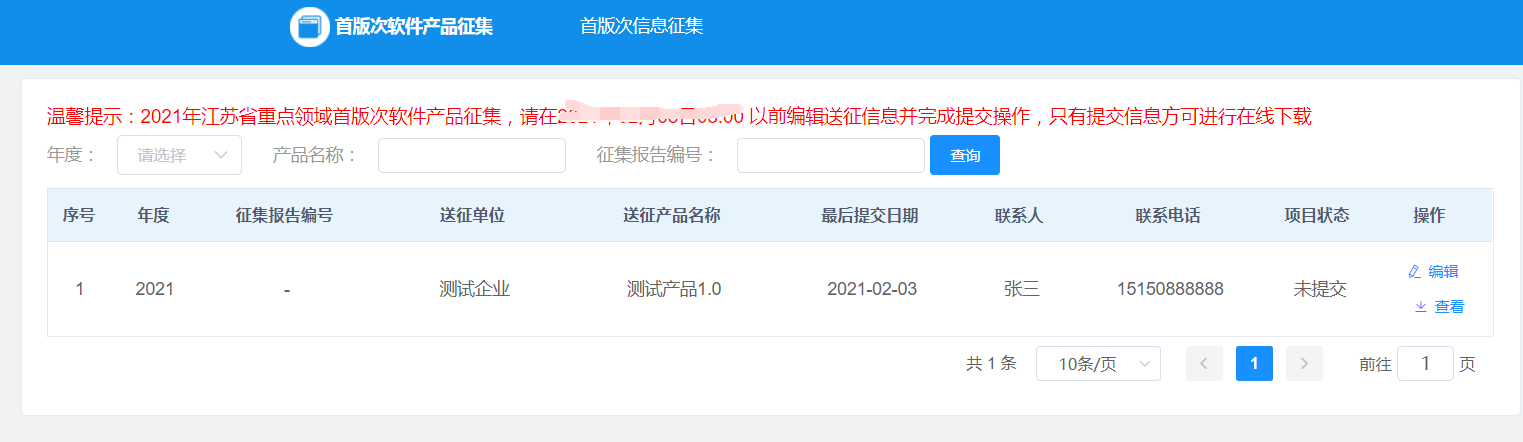 首版次软件产品征集 首版次信息征集
温馨提示：2021年江苏省重点领域首版次软件产品征集，请在 以前编辑送征信息并完成提交操作，只有提交信息方可进行在线下载
年度： 请选择 产品名称： 征集报告编号： 查询
序号 年度 征集报告编号 送征单位 送征产品名称 最后提交日期 联系人 联系电话 项目状态 操作
1 2021 - 测试企业 测试产品1.0 2021-02-03 张三 15150888888 未提交 编辑
查看
共 1 条 10条/页 1 前往 1 页